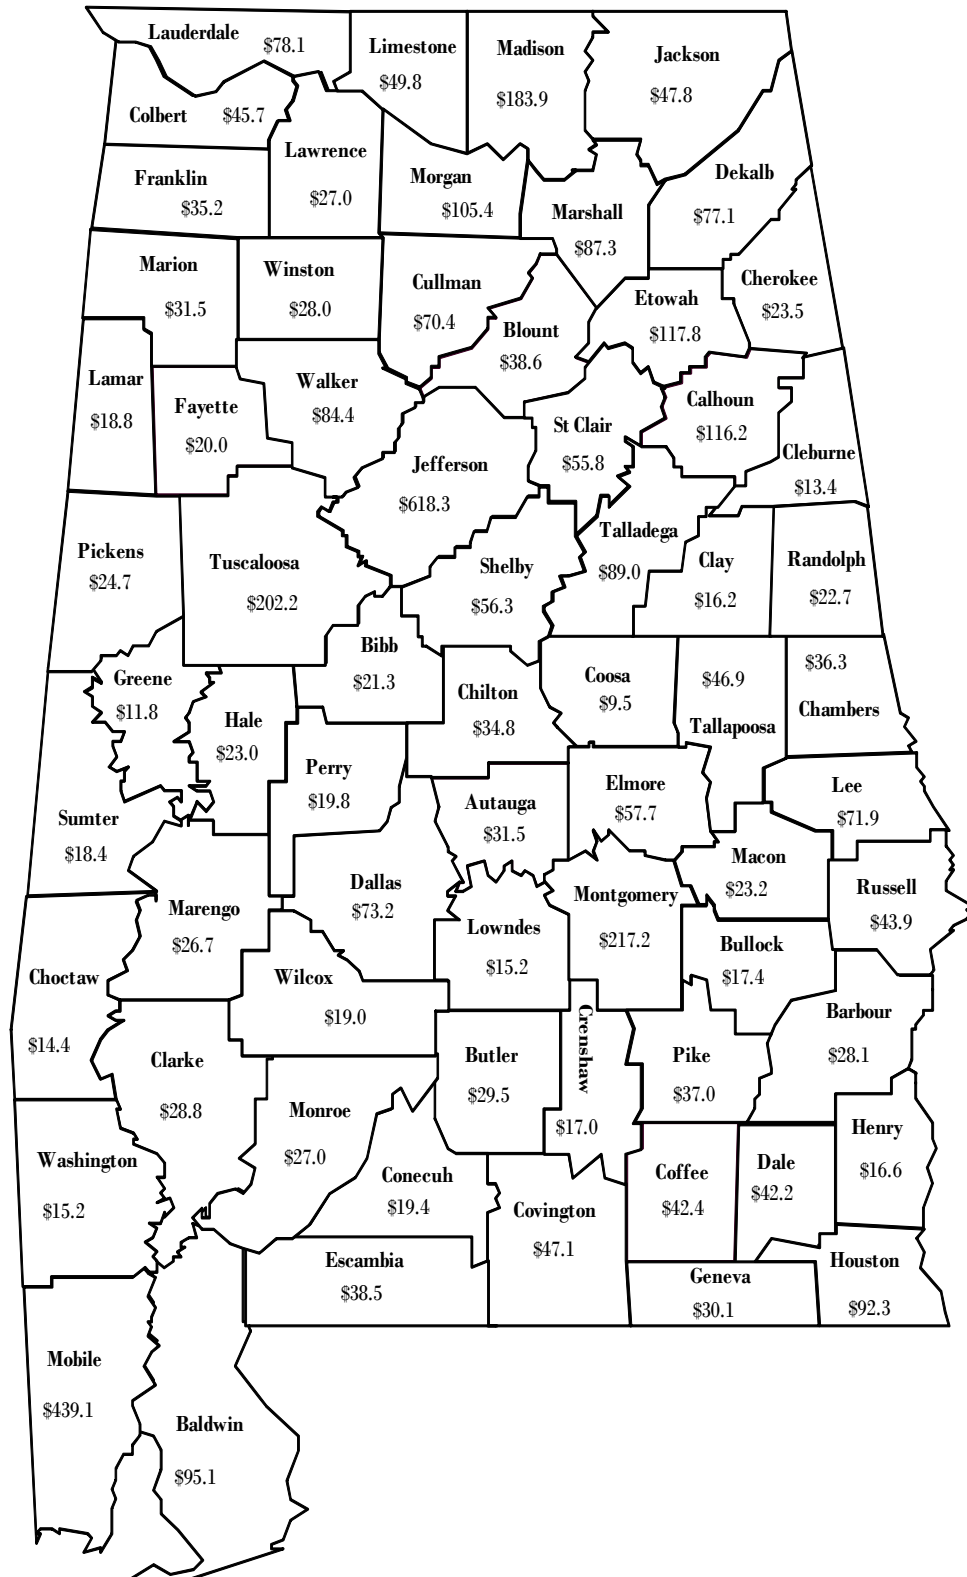 Lauderdale
$78.1
Limestone
$49.8
Madison
$183.9
Jackson
$47.8
Colbert
$45.7
Lawrence
$27.0
Franklin
$35.2
Morgan
$105.4
Marshall
$87.3
Dekalb
$77.1
Marion
$31.5
Winston
$28.0
Cullman
$70.4
Blount
$38.6
Etowah
$117.8
Cherokee
$23.5
Lamar
$18.8
Fayette
$20.0
Walker
$84.4
Jefferson
$618.3
St Clair
$55.8
Calhoun
$116.2
Cleburne
$13.4
Pickens
$24.7
Tuscaloosa
$202.2
Shelby
$56.3
Talladega
$89.0
Clay
$16.2
Randolph
$22.7
Greene
$11.8
Hale
$23.0
Bibb
$21.3
Chilton
$34.8
Coosa
$9.5
$46.9
Tallapoosa
$36.3
Chambers
Sumter
$18.4
Perry
$19.8
Autauga
$31.5
Elmore
$57.7
Lee
$71.9
Macon
$23.2
Russell
$43.9
Marengo
$26.7
Dallas
$73.2
Lowndes
$15.2
Montgomery
$217.2
Bullock
$17.4
Choctaw
$14.4
Wilcox
$19.0
Clarke
$28.8
Butler
$29.5
Crenshaw
$17.0
Pike
$37.0
Barbour
$28.1
Monroe
$27.0
Conecuh
$19.4
Covington
$47.1
Coffee
$42.4
Dale
$42.2
Henry
$16.6
Washington
$15.2
Escambia
$38.5
Geneva
$30.1
Houston
$92.3
Mobile
$439.1
Baldwin
$95.1